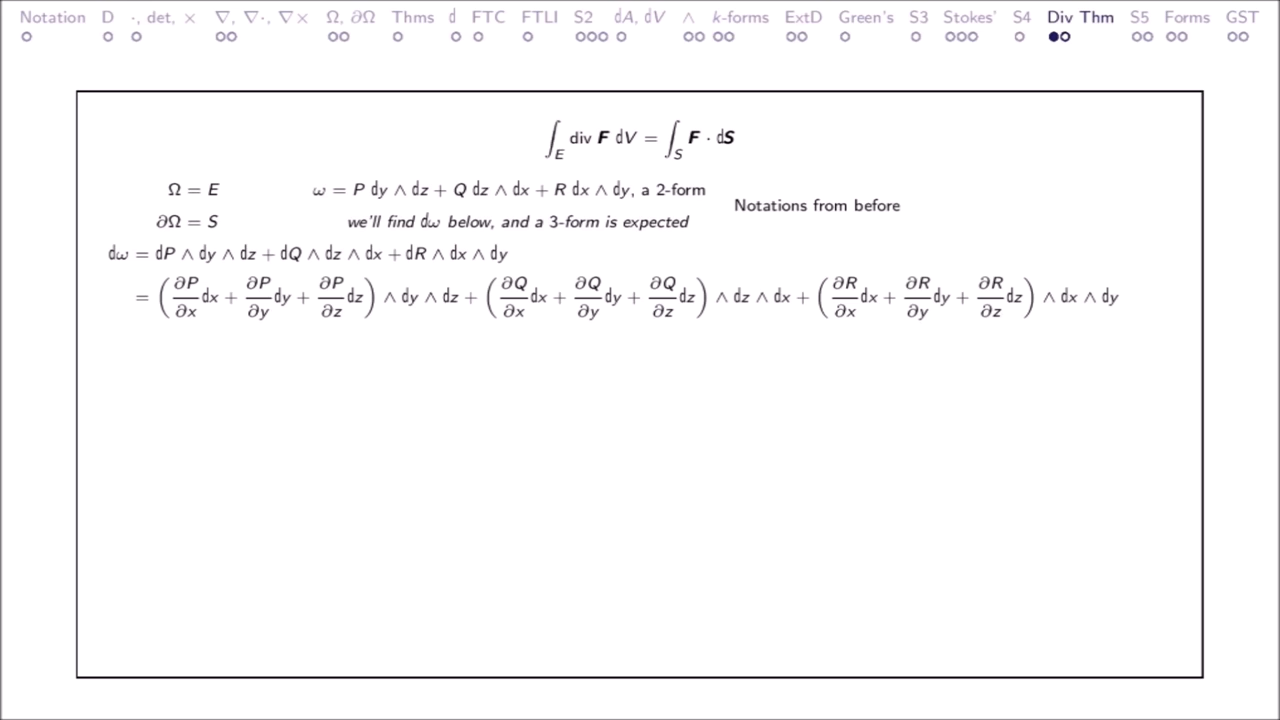 Notation D ·, det, × ∇, ∇·, ∇× Ω, ∂Ω Thms d FTC FTLI S2 dA, dV ∧ k-forms ExtD Green's S3 Stokes' S4 Div Thm S5 Forms GST
∫_E div F dV = ∫_S F · dS
Ω = E ω = P dy ∧ dz + Q dz ∧ dx + R dx ∧ dy, a 2-form
Notations from before
∂Ω = S we'll find dω below, and a 3-form is expected
dω = dP ∧ dy ∧ dz + dQ ∧ dz ∧ dx + dR ∧ dx ∧ dy
= (∂P/∂x dx + ∂P/∂y dy + ∂P/∂z dz) ∧ dy ∧ dz + (∂Q/∂x dx + ∂Q/∂y dy + ∂Q/∂z dz) ∧ dz ∧ dx + (∂R/∂x dx + ∂R/∂y dy + ∂R/∂z dz) ∧ dx ∧ dy